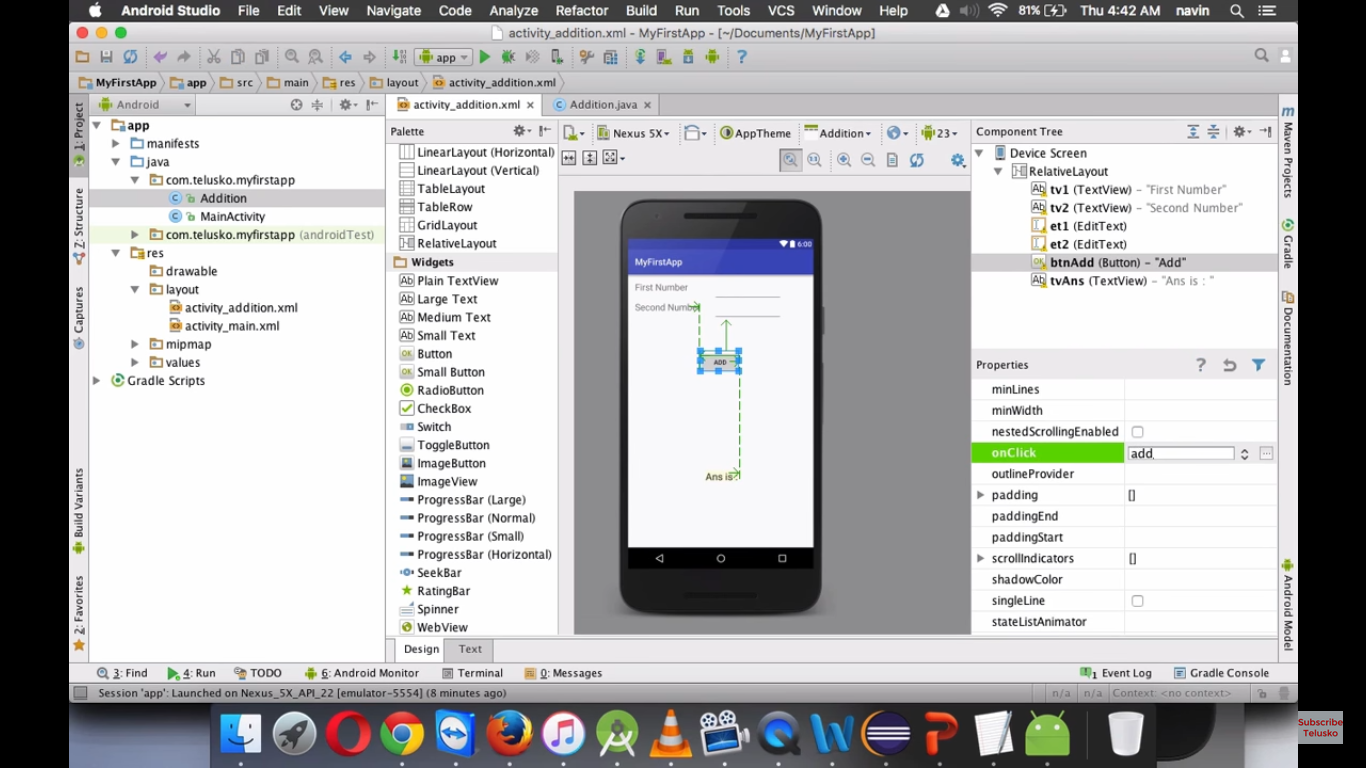 Android Studio File Edit View Navigate Code Analyze Refactor Build Run Tools VCS Window Help 81% Thu 4:42 AM navin
activity_addition.xml - MyFirstApp - [~/Documents/MyFirstApp]
app
MyFirstApp app src main res layout activity_addition.xml
Android
activity_addition.xml
Addition.java
1: Project
Z: Structure
Captures
Build Variants
2: Favorites
app
manifests
java
com.telusko.myfirstapp
Addition
MainActivity
com.telusko.myfirstapp (androidTest)
res
drawable
layout
activity_addition.xml
activity_main.xml
mipmap
values
Gradle Scripts
Palette
LinearLayout (Horizontal)
LinearLayout (Vertical)
TableLayout
TableRow
GridLayout
RelativeLayout
Widgets
Plain TextView
Large Text
Medium Text
Small Text
Button
Small Button
RadioButton
CheckBox
Switch
ToggleButton
ImageButton
ImageView
ProgressBar (Large)
ProgressBar (Normal)
ProgressBar (Small)
ProgressBar (Horizontal)
SeekBar
RatingBar
Spinner
WebView
Design Text
Nexus 5X AppTheme Addition 23
6:00
MyFirstApp
First Number
Second Number
ADD
Ans is
Component Tree
Device Screen
RelativeLayout
tv1 (TextView) - "First Number"
tv2 (TextView) - "Second Number"
et1 (EditText)
et2 (EditText)
btnAdd (Button) - "Add"
tvAns (TextView) - "Ans is : "
Properties
minLines
minWidth
nestedScrollingEnabled
onClick add
outlineProvider
padding []
paddingEnd
paddingStart
scrollIndicators []
shadowColor
singleLine
stateListAnimator
Maven Projects
Gradle
Documentation
Android Model
3: Find 4: Run TODO 6: Android Monitor Terminal 0: Messages 1 Event Log Gradle Console
Session 'app': Launched on Nexus_5X_API_22 [emulator-5554] (8 minutes ago) n/a n/a Context: <no context>
Subscribe
Telusko